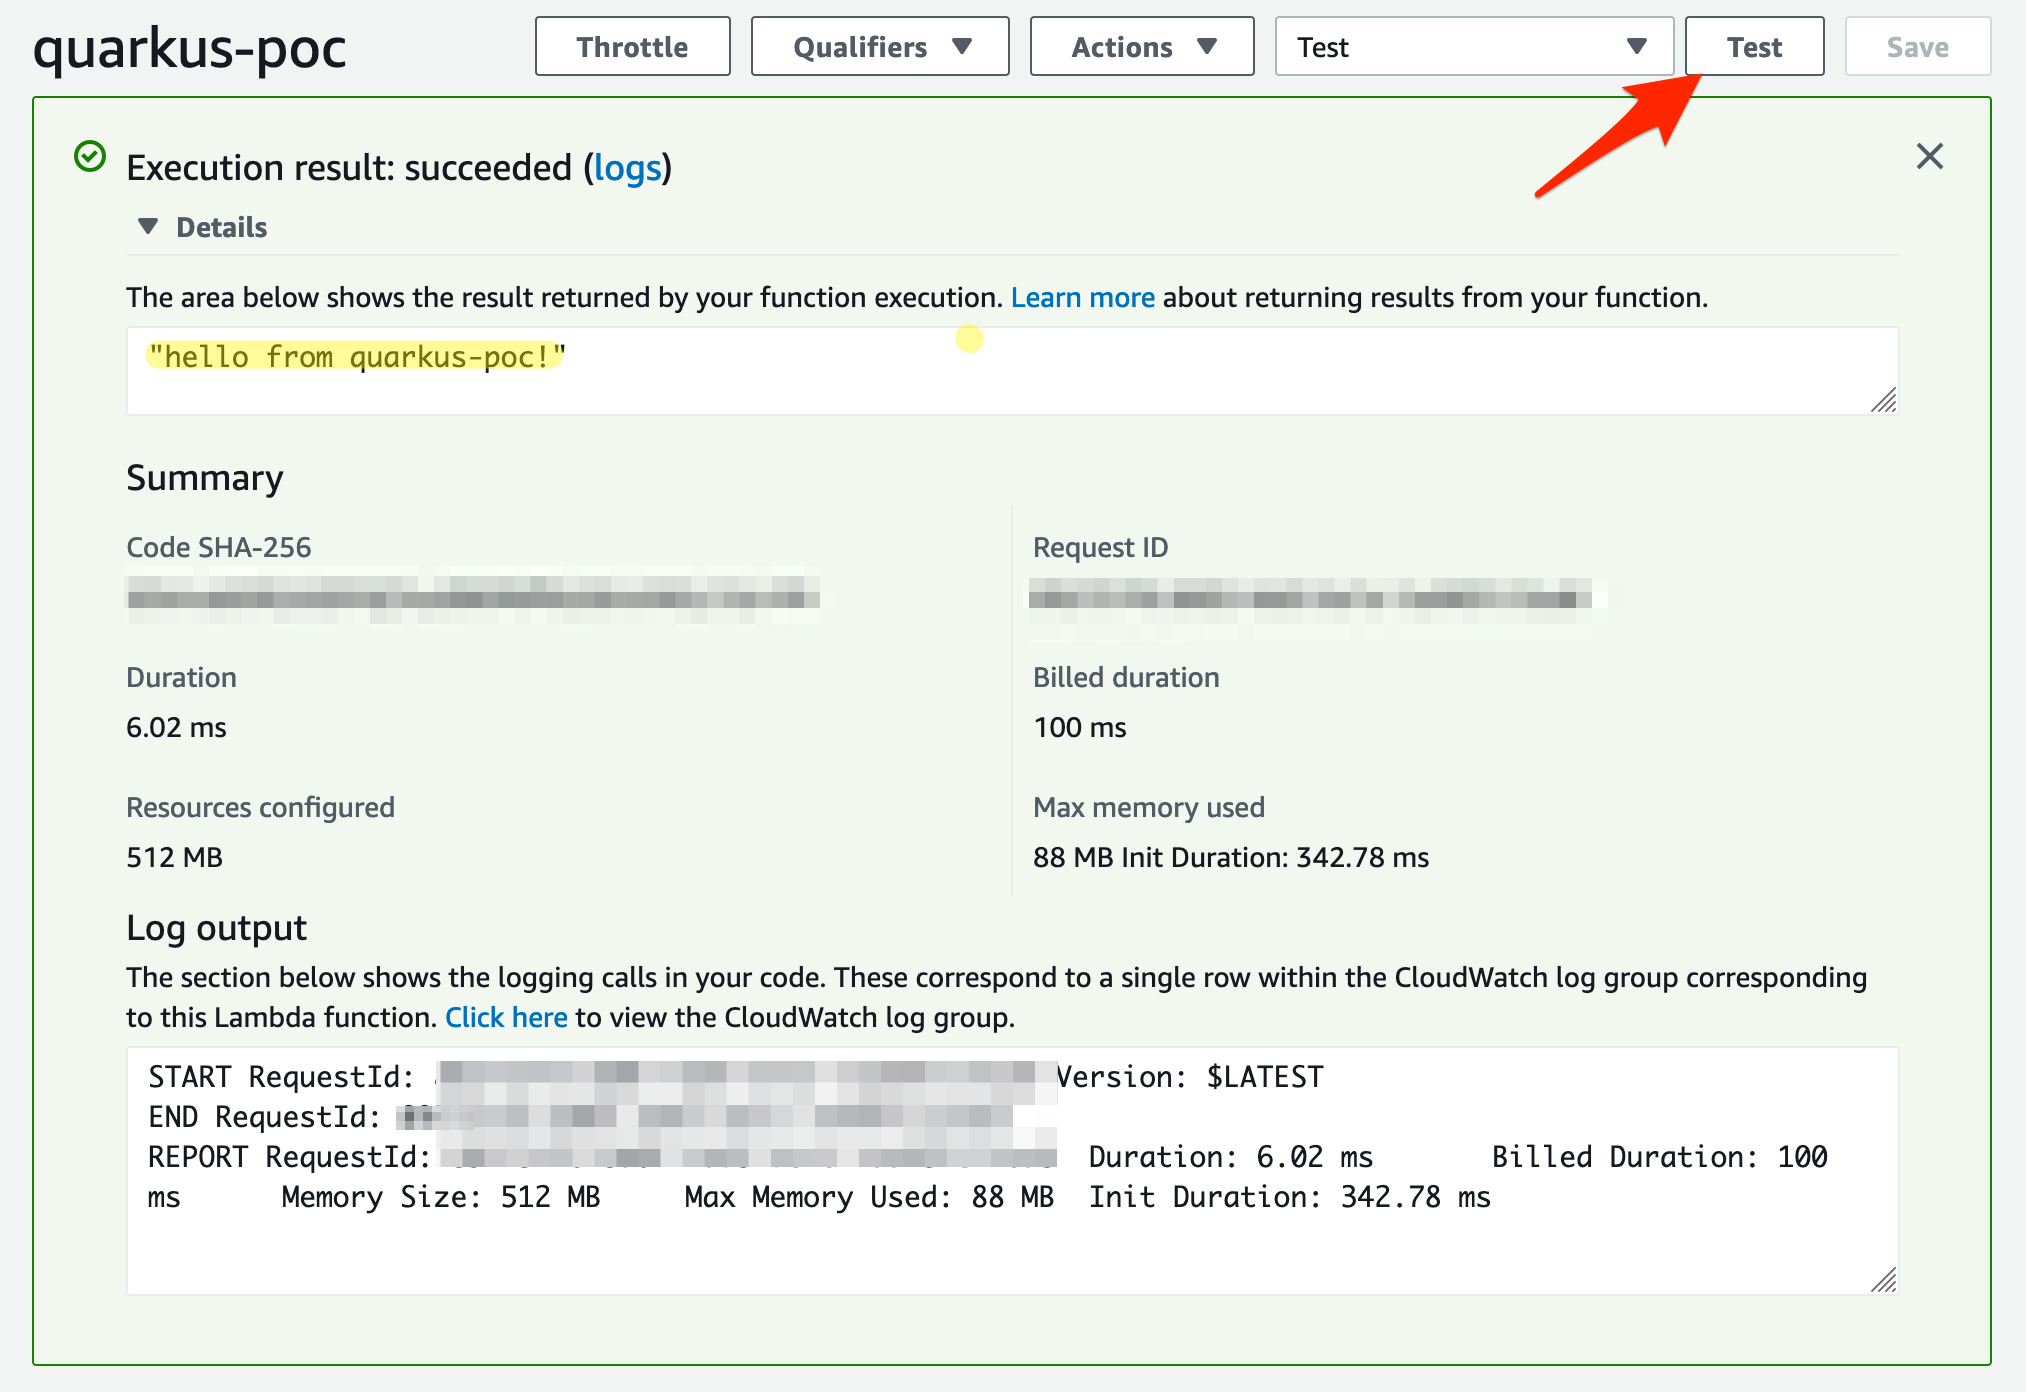 quarkus-poc
Throttle
Qualifiers
Actions
Test
Test
Save
Execution result: succeeded (logs)
Details
The area below shows the result returned by your function execution. Learn more about returning results from your function.
"hello from quarkus-poc!"
Summary
Code SHA-256
Request ID
Duration
Billed duration
6.02 ms
100 ms
Resources configured
Max memory used
512 MB
88 MB Init Duration: 342.78 ms
Log output
The section below shows the logging calls in your code. These correspond to a single row within the CloudWatch log group corresponding
to this Lambda function. Click here to view the CloudWatch log group.
START RequestId: Version: $LATEST
END RequestId:
REPORT RequestId: Duration: 6.02 ms Billed Duration: 100
ms Memory Size: 512 MB Max Memory Used: 88 MB Init Duration: 342.78 ms